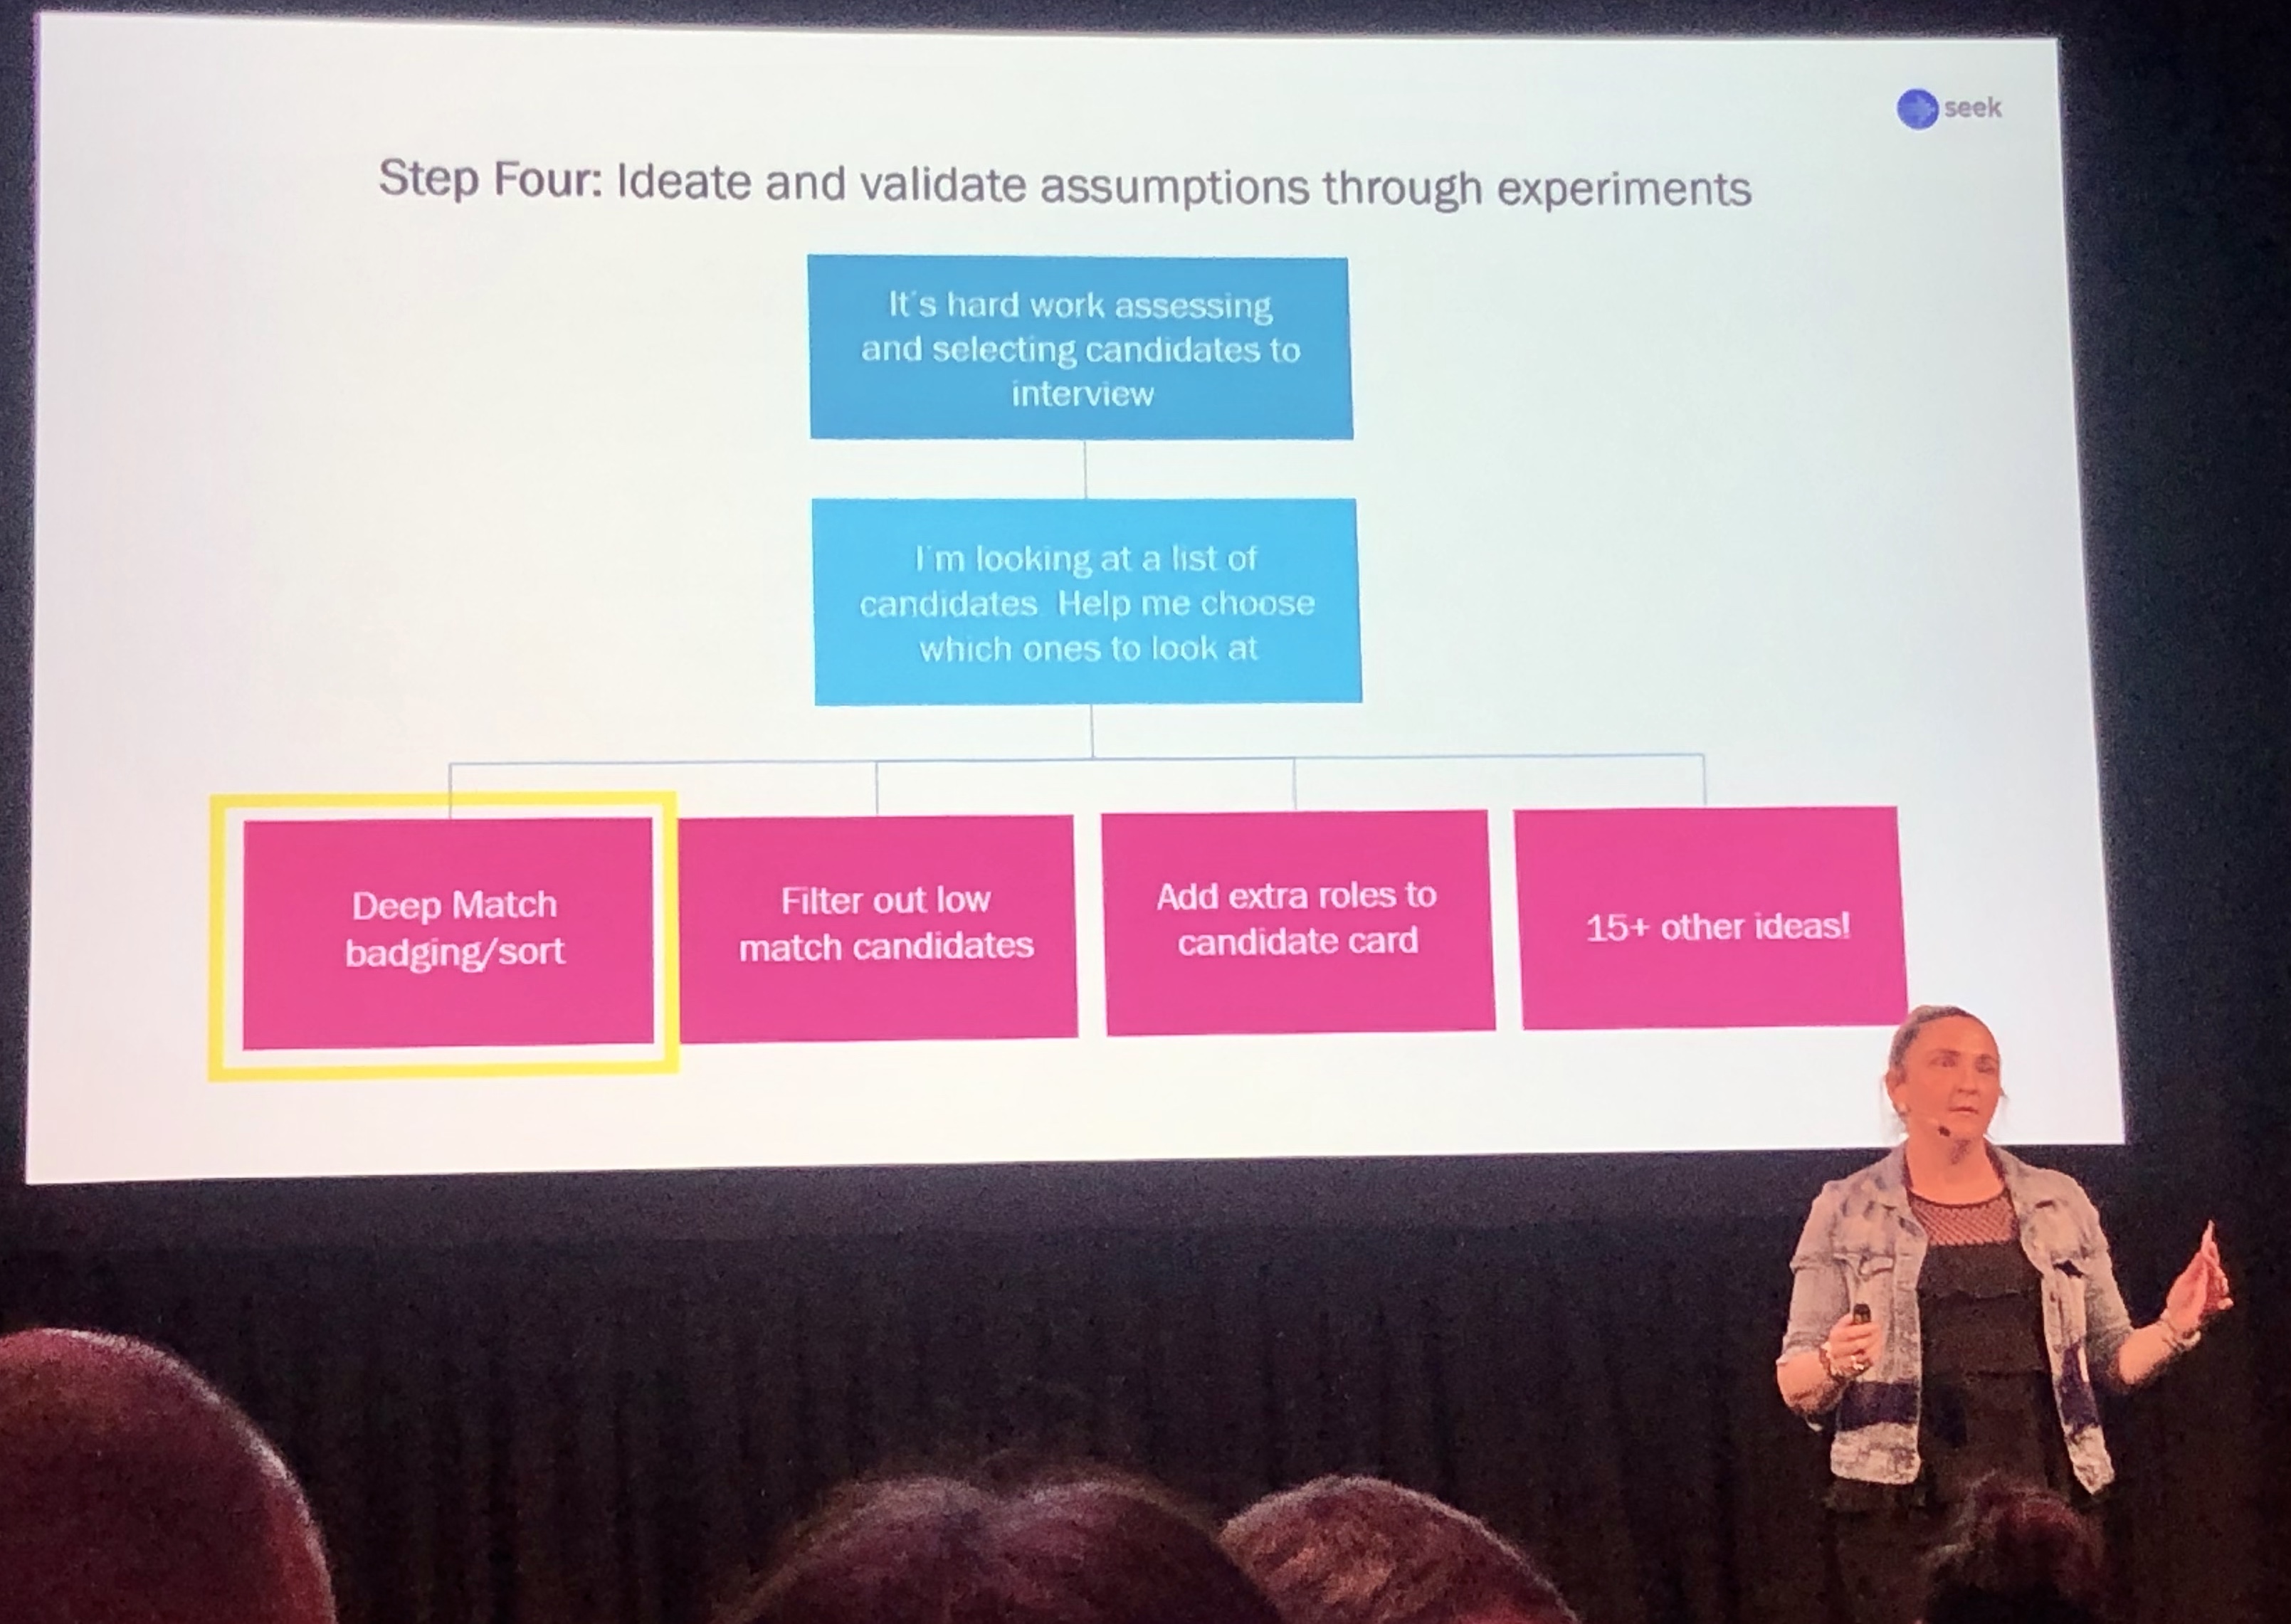 seek
Step Four: Ideate and validate assumptions through experiments
It's hard work assessing
and selecting candidates to
interview
I'm looking at a list of
candidates Help me choose
which ones to look at
Deep Match
badging/sort
Filter out low
match candidates
Add extra roles to
candidate card
15+ other ideas!